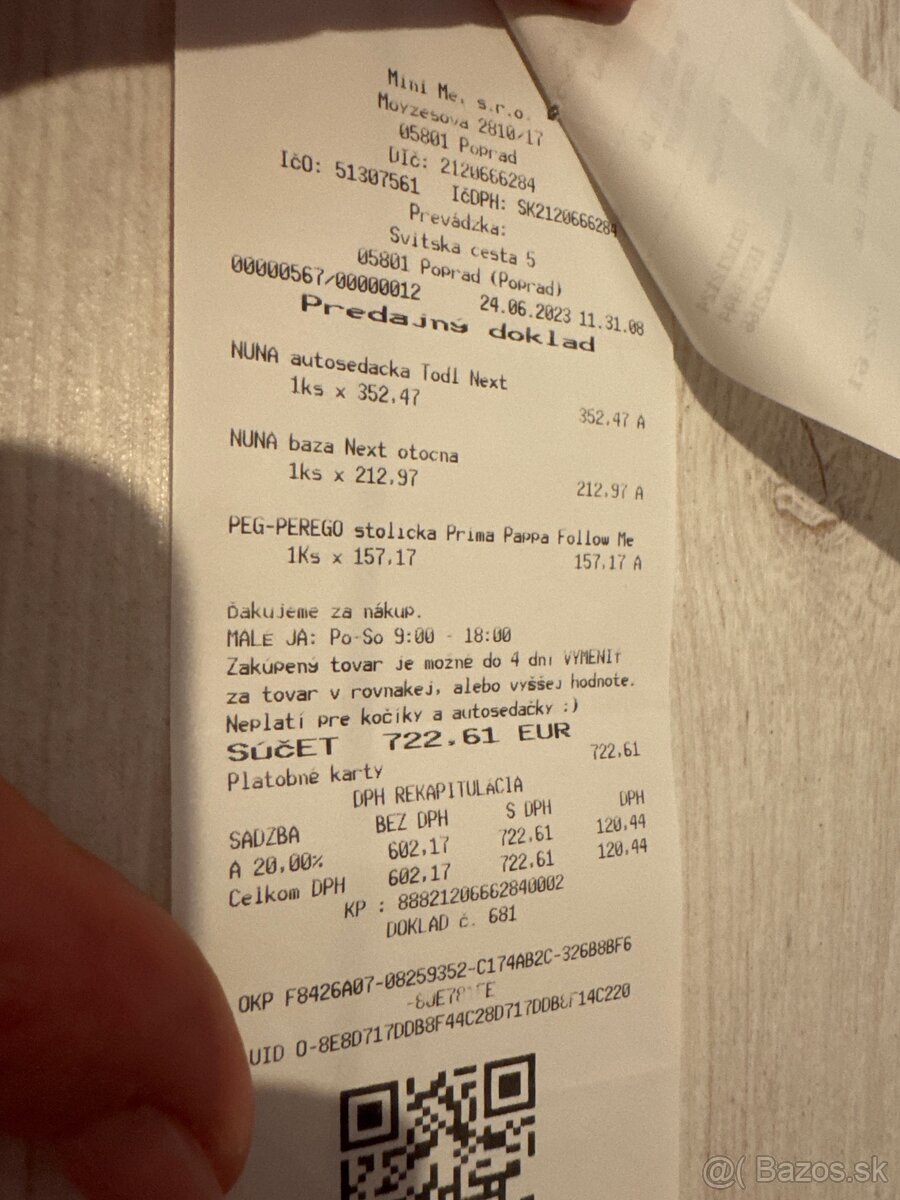 Mini Me, s.r.o.
Moyzesova 2810/17
05801 Poprad
DIč: 2120666284
IčO: 51307561 IčDPH: SK2120666284
Prevádzka:
Svitska cesta 5
05801 Poprad (Poprad)
00000567/00000012 24.06.2023 11.31.08
Predajný doklad
NUNA autosedacka Todl Next
1ks x 352,47 352,47 A
NUNA baza Next otocna
1ks x 212,97 212,97 A
PEG-PEREGO stolicka Prima Pappa Follow Me
1Ks x 157,17 157,17 A
Ďakujeme za nákup.
MALÉ JA: Po-So 9:00 - 18:00
Zakúpený tovar je možné do 4 dní VYMENIŤ
za tovar v rovnakej, alebo vyššej hodnote.
Neplatí pre kočíky a autosedačky :)
SÚčET 722,61 EUR
Platobné karty 722,61
DPH REKAPITULÁCIA
SADZBA BEZ DPH S DPH DPH
A 20,00% 602,17 722,61 120,44
Celkom DPH 602,17 722,61 120,44
KP : 88821206662840002
DOKLAD č. 681
OKP F8426A07-08259352-C174AB2C-326B8BF6
UID O-8E8D717DDB8F44C28D717DDB8F14C220
@( Bazos.sk